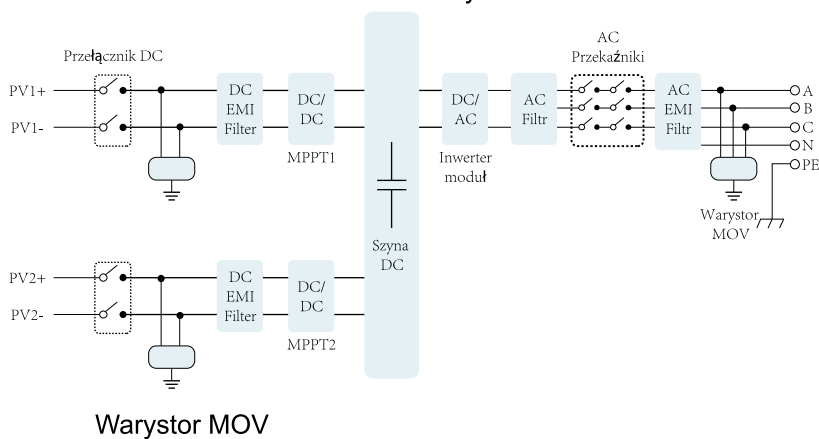 Przełącznik DC
PV1+
PV1-
DC
EMI
Filter
DC/
DC
MPPT1
Szyna
DC
DC/
AC
Inwerter
moduł
AC
Filtr
AC
Przekaźniki
AC
EMI
Filtr
A
B
C
N
PE
Warystor
MOV
PV2+
PV2-
DC
EMI
Filter
DC/
DC
MPPT2
Warystor MOV